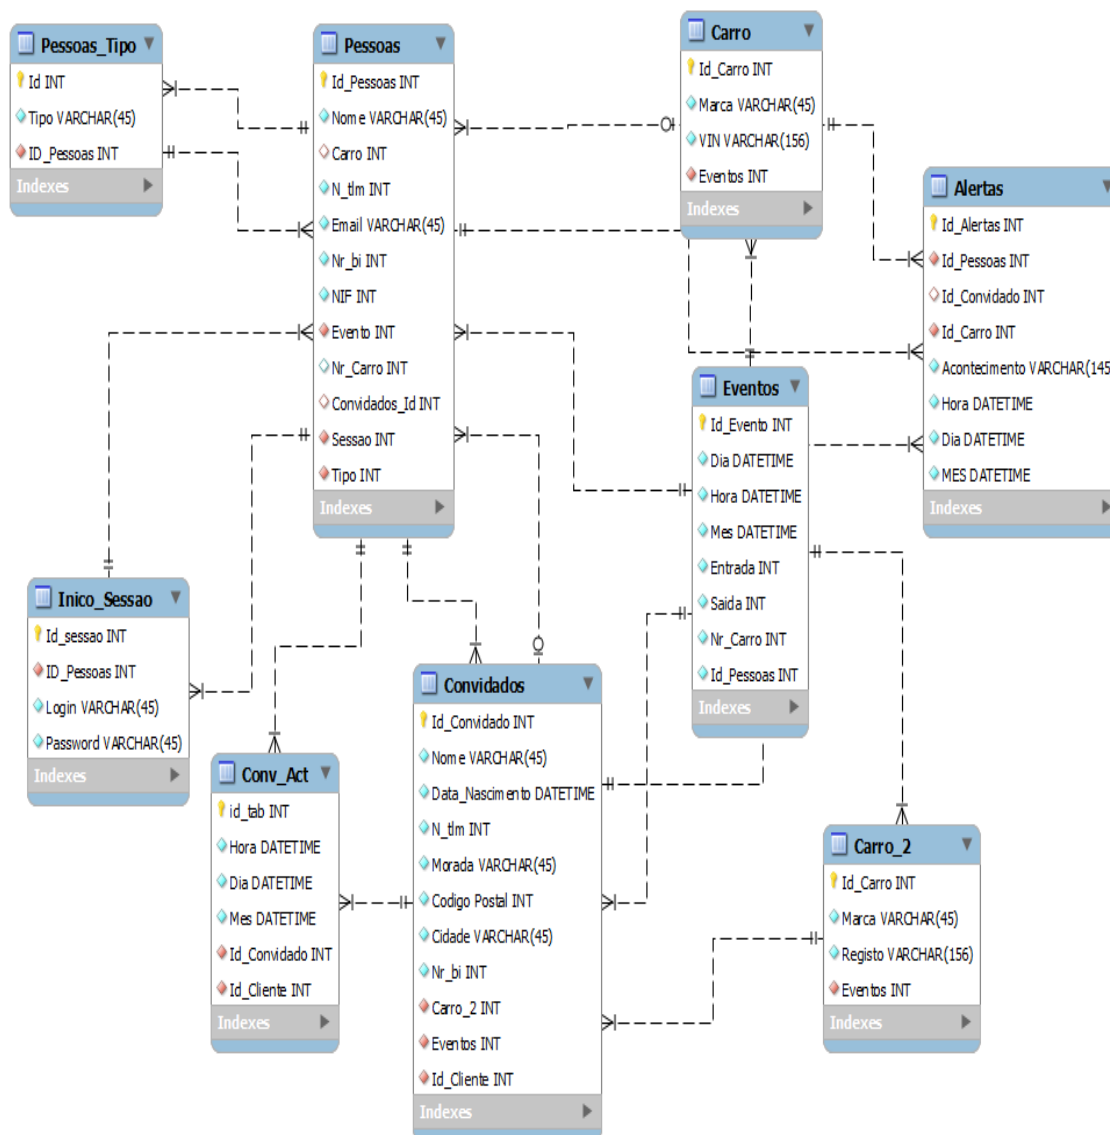 Pessoas_Tipo
Id INT
Tipo VARCHAR(45)
ID_Pessoas INT
Indexes
Pessoas
Id_Pessoas INT
Nome VARCHAR(45)
Carro INT
N_tlm INT
Email VARCHAR(45)
Nr_bi INT
NIF INT
Evento INT
Nr_Carro INT
Convidados_Id INT
Sessao INT
Tipo INT
Indexes
Carro
Id_Carro INT
Marca VARCHAR(45)
VIN VARCHAR(156)
Eventos INT
Indexes
Alertas
Id_Alertas INT
Id_Pessoas INT
Id_Convidado INT
Id_Carro INT
Acontecimento VARCHAR(145
Hora DATETIME
Dia DATETIME
MES DATETIME
Indexes
Eventos
Id_Evento INT
Dia DATETIME
Hora DATETIME
Mes DATETIME
Entrada INT
Saida INT
Nr_Carro INT
Id_Pessoas INT
Indexes
Inico_Sessao
Id_sessao INT
ID_Pessoas INT
Login VARCHAR(45)
Password VARCHAR(45)
Indexes
Conv_Act
id_tab INT
Hora DATETIME
Dia DATETIME
Mes DATETIME
Id_Convidado INT
Id_Cliente INT
Indexes
Convidados
Id_Convidado INT
Nome VARCHAR(45)
Data_Nascimento DATETIME
N_tlm INT
Morada VARCHAR(45)
Codigo Postal INT
Cidade VARCHAR(45)
Nr_bi INT
Carro_2 INT
Eventos INT
Id_Cliente INT
Indexes
Carro_2
Id_Carro INT
Marca VARCHAR(45)
Registo VARCHAR(156)
Eventos INT
Indexes